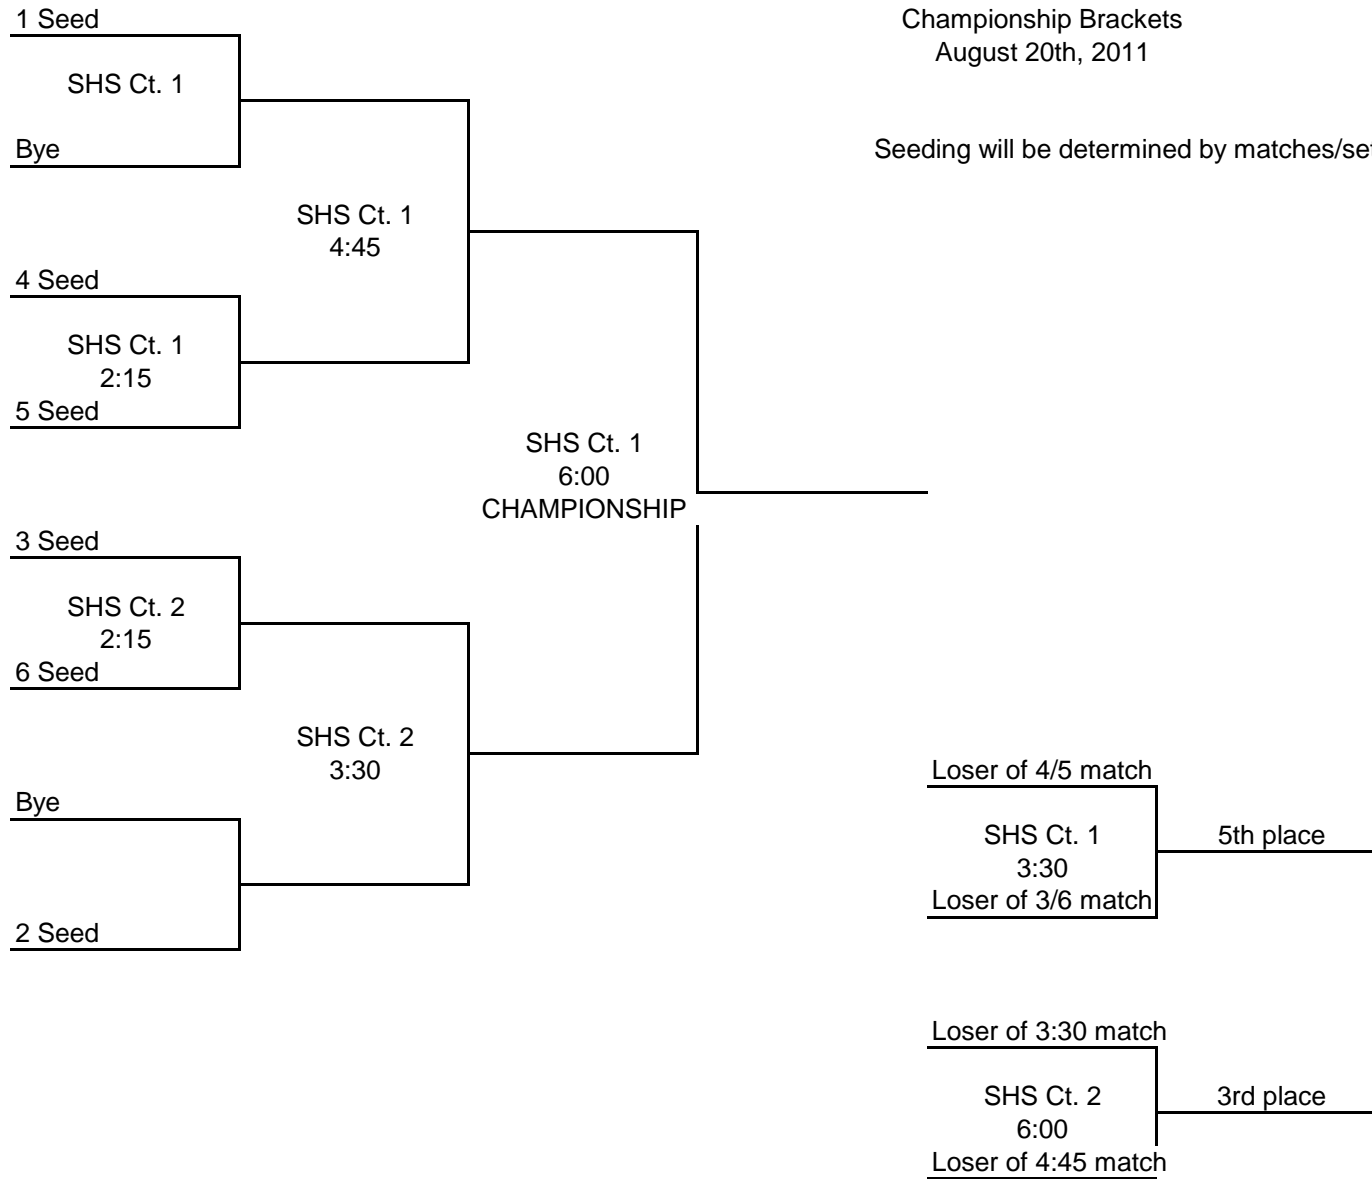 1 Seed
Championship Brackets
August 20th, 2011
SHS Ct. 1
Bye
Seeding will be determined by matches/set
SHS Ct. 1
4:45
4 Seed
SHS Ct. 1
2:15
5 Seed
SHS Ct. 1
6:00
CHAMPIONSHIP
3 Seed
SHS Ct. 2
2:15
6 Seed
SHS Ct. 2
3:30
Bye
2 Seed
Loser of 4/5 match
SHS Ct. 1
3:30
5th place
Loser of 3/6 match
Loser of 3:30 match
SHS Ct. 2
6:00
3rd place
Loser of 4:45 match